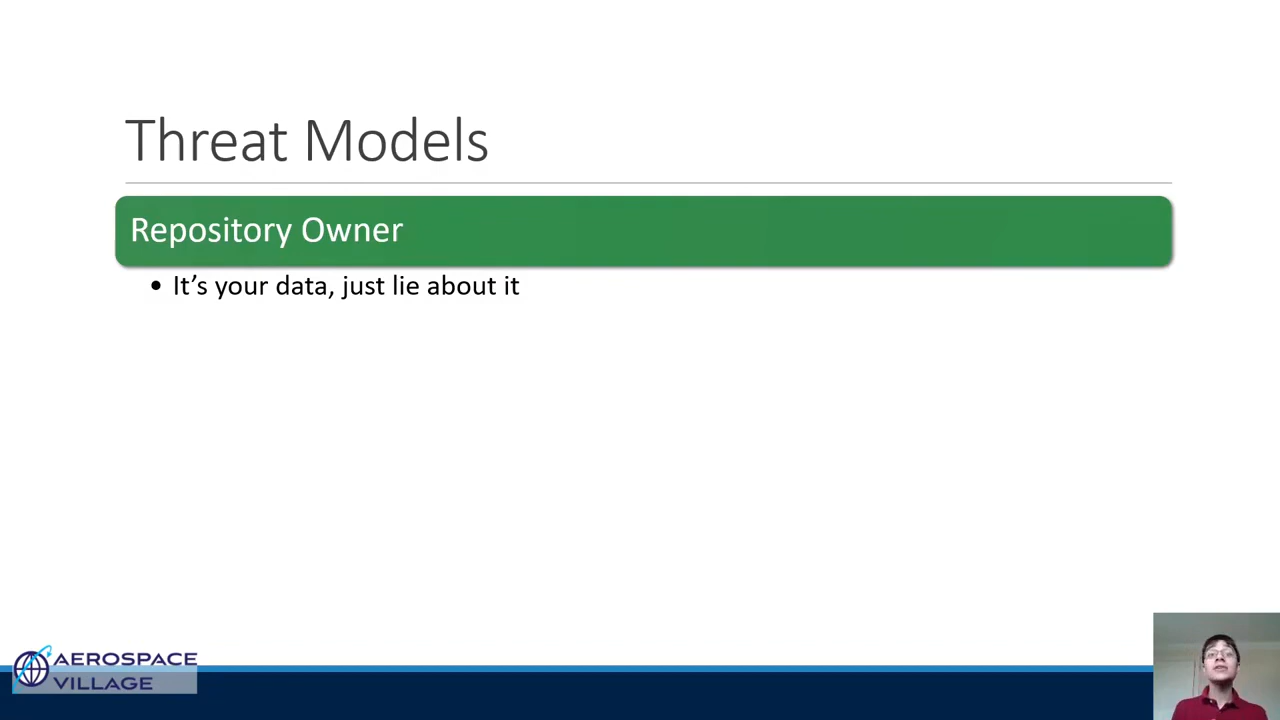 Threat Models
Repository Owner
• It’s your data, just lie about it
AEROSPACE
VILLAGE